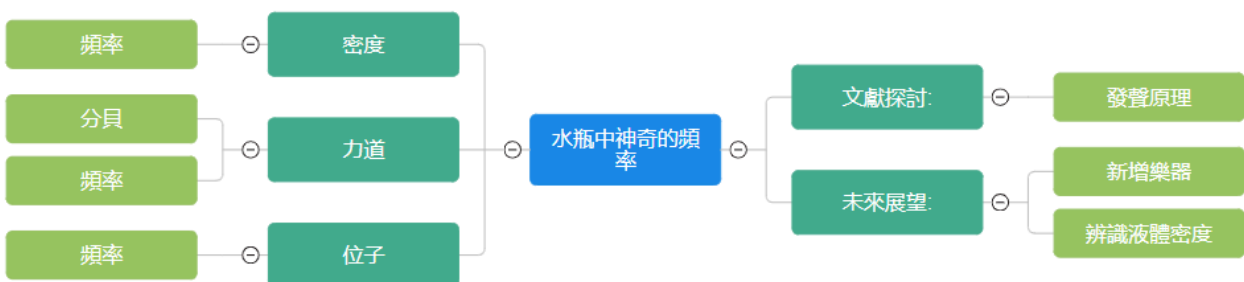 頻率
密度
分貝
頻率
力道
頻率
位子
水瓶中神奇的頻
率
文獻探討:
發聲原理
未來展望:
新增樂器
辨識液體密度